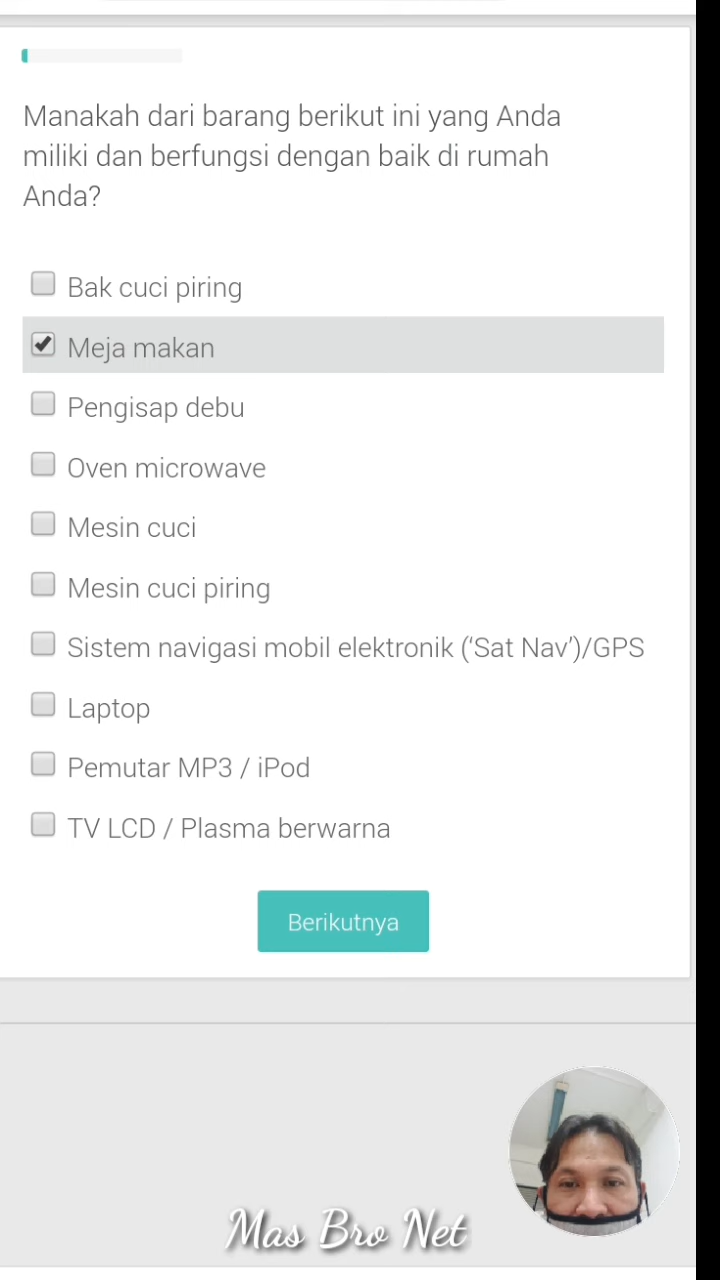 Manakah dari barang berikut ini yang Anda
miliki dan berfungsi dengan baik di rumah
Anda?
Bak cuci piring
Meja makan
Pengisap debu
Oven microwave
Mesin cuci
Mesin cuci piring
Sistem navigasi mobil elektronik (‘Sat Nav’)/GPS
Laptop
Pemutar MP3 / iPod
TV LCD / Plasma berwarna
Berikutnya
Mas Bro Net